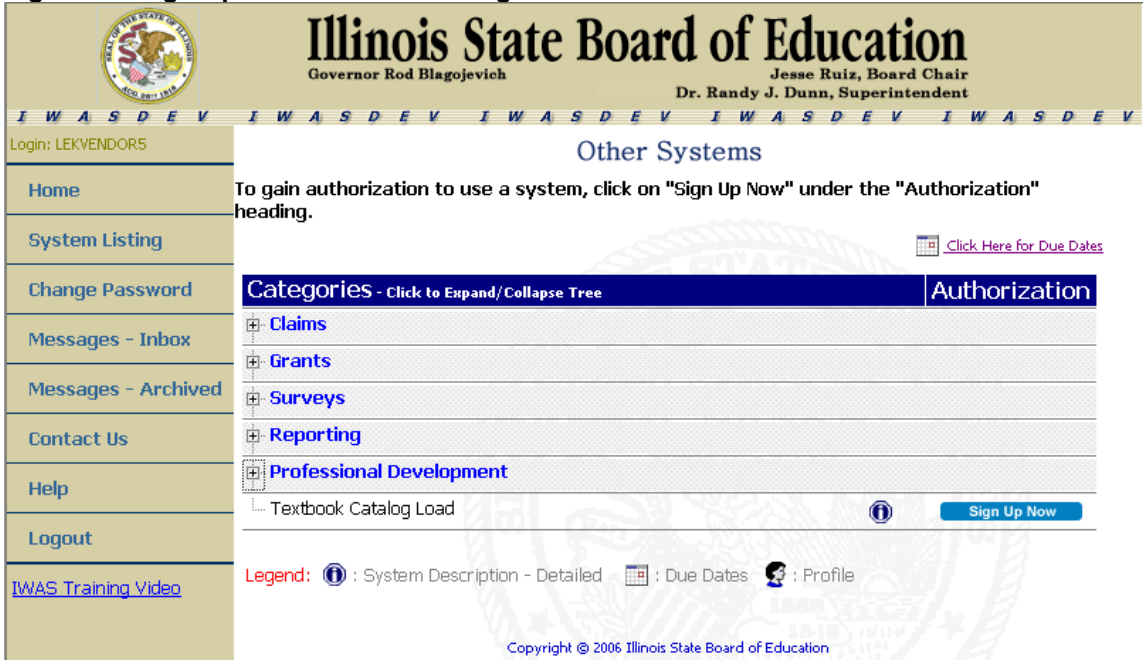 Illinois State Board of Education
Governor Rod Blagojevich
Jesse Ruiz, Board Chair
Dr. Randy J. Dunn, Superintendent
I W A S D E V I W A S D E V I W A S D E V I W A S D E V I W A S D E V
Login: LEKVENDOR5
Home
System Listing
Change Password
Messages - Inbox
Messages - Archived
Contact Us
Help
Logout
IWAS Training Video
Other Systems
To gain authorization to use a system, click on "Sign Up Now" under the "Authorization"
heading.
Click Here for Due Dates
Categories - Click to Expand/Collapse Tree Authorization
Claims
Grants
Surveys
Reporting
Professional Development
Textbook Catalog Load Sign Up Now
Legend: : System Description - Detailed : Due Dates : Profile
Copyright @ 2006 Illinois State Board of Education